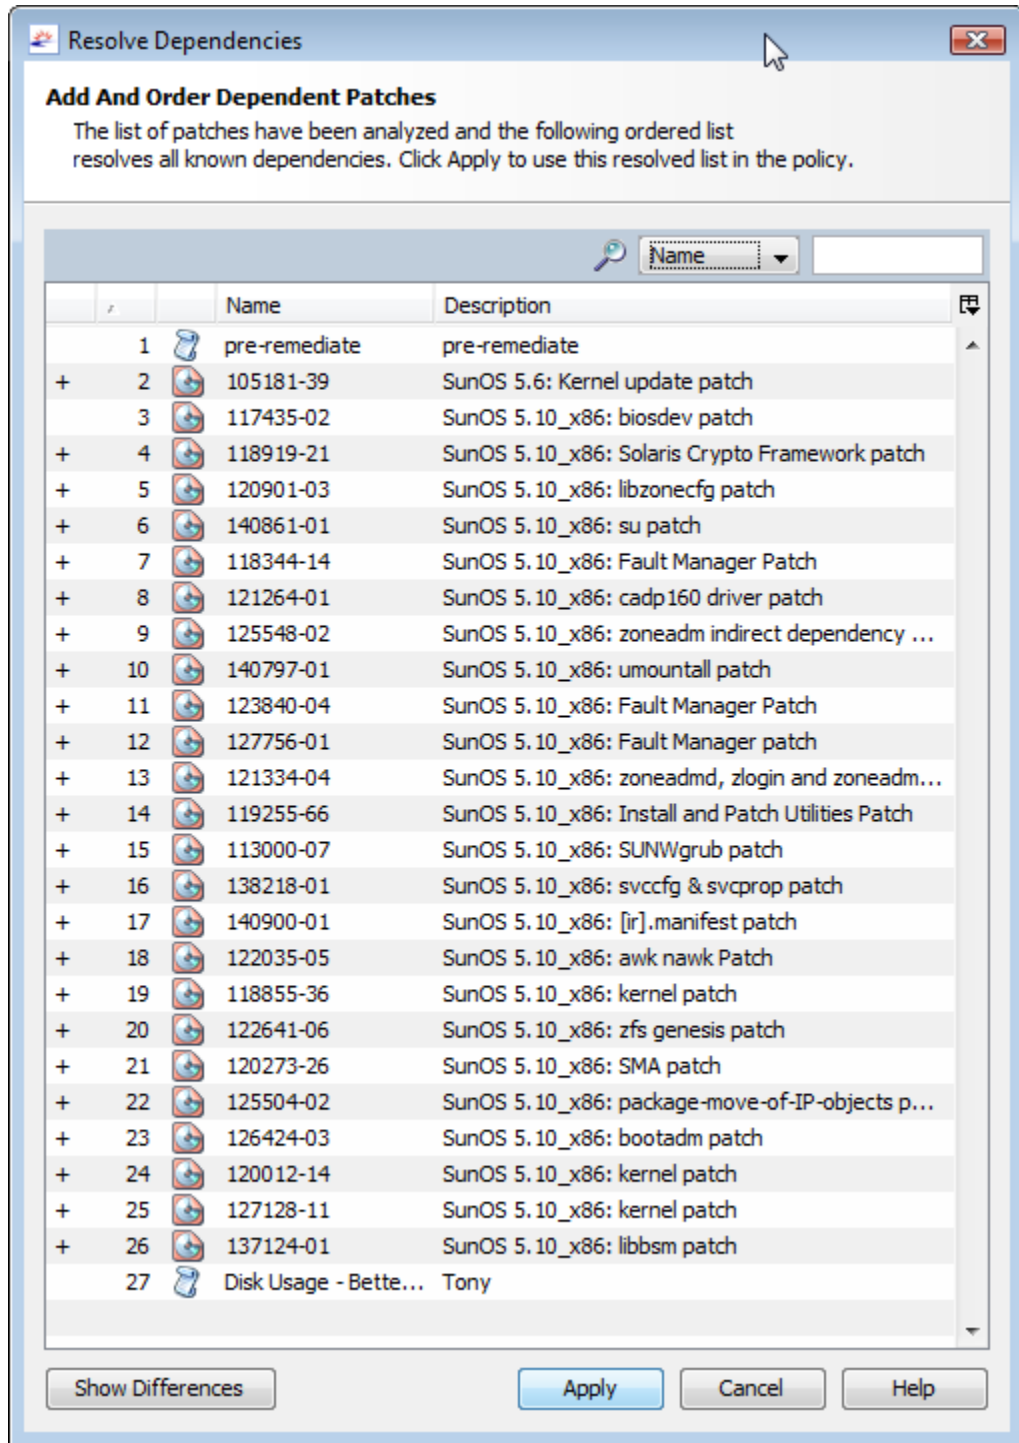 Resolve Dependencies
Add And Order Dependent Patches
The list of patches have been analyzed and the following ordered list
resolves all known dependencies. Click Apply to use this resolved list in the policy.
Name
Name Description
1 pre-remediate pre-remediate
+ 2 105181-39 SunOS 5.6: Kernel update patch
3 117435-02 SunOS 5.10_x86: biosdev patch
+ 4 118919-21 SunOS 5.10_x86: Solaris Crypto Framework patch
+ 5 120901-03 SunOS 5.10_x86: libzonecfg patch
+ 6 140861-01 SunOS 5.10_x86: su patch
+ 7 118344-14 SunOS 5.10_x86: Fault Manager Patch
+ 8 121264-01 SunOS 5.10_x86: cadp160 driver patch
+ 9 125548-02 SunOS 5.10_x86: zoneadm indirect dependency ...
+ 10 140797-01 SunOS 5.10_x86: umountall patch
+ 11 123840-04 SunOS 5.10_x86: Fault Manager Patch
+ 12 127756-01 SunOS 5.10_x86: Fault Manager patch
+ 13 121334-04 SunOS 5.10_x86: zoneadmd, zlogin and zoneadm...
+ 14 119255-66 SunOS 5.10_x86: Install and Patch Utilities Patch
+ 15 113000-07 SunOS 5.10_x86: SUNWgrub patch
+ 16 138218-01 SunOS 5.10_x86: svccfg & svcprop patch
+ 17 140900-01 SunOS 5.10_x86: [ir].manifest patch
+ 18 122035-05 SunOS 5.10_x86: awk nawk Patch
+ 19 118855-36 SunOS 5.10_x86: kernel patch
+ 20 122641-06 SunOS 5.10_x86: zfs genesis patch
+ 21 120273-26 SunOS 5.10_x86: SMA patch
+ 22 125504-02 SunOS 5.10_x86: package-move-of-IP-objects p...
+ 23 126424-03 SunOS 5.10_x86: bootadm patch
+ 24 120012-14 SunOS 5.10_x86: kernel patch
+ 25 127128-11 SunOS 5.10_x86: kernel patch
+ 26 137124-01 SunOS 5.10_x86: libbsm patch
27 Disk Usage - Bette... Tony
Show Differences Apply Cancel Help